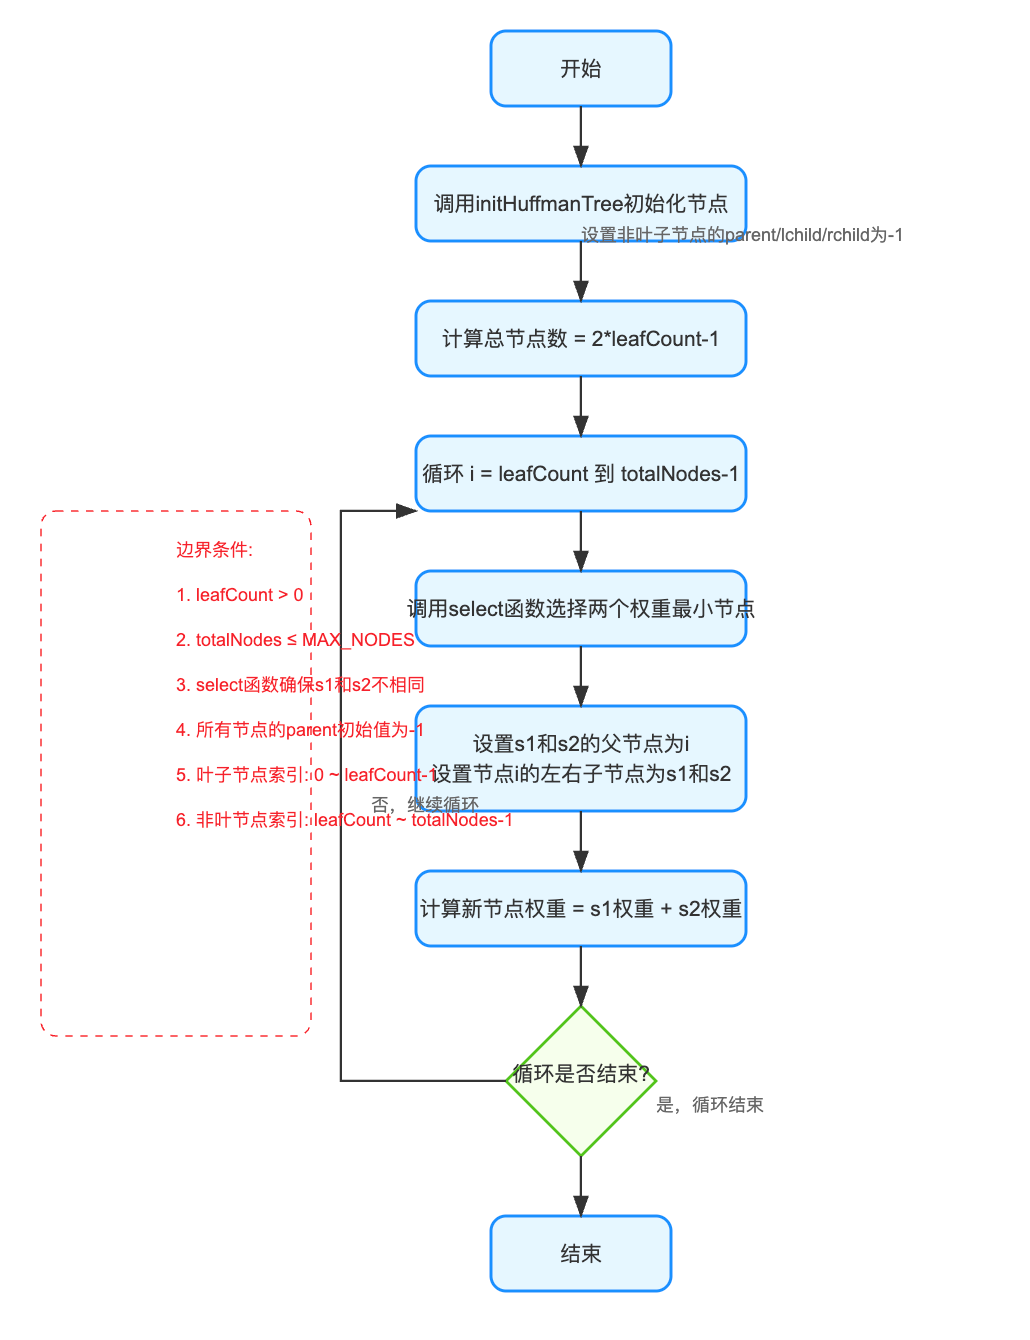 开始
调用initHuffmanTree初始化节点
设置非叶子节点的parent/lchild/rchild为-1
计算总节点数 = 2*leafCount-1
循环 i = leafCount 到 totalNodes-1
调用select函数选择两个权重最小节点
设置s1和s2的父节点为i
设置节点i的左右子节点为s1和s2
否，继续循环
计算新节点权重 = s1权重 + s2权重
循环是否结束?
是，循环结束
结束
边界条件:
1. leafCount > 0
2. totalNodes ≤ MAX_NODES
3. select函数确保s1和s2不相同
4. 所有节点的parent初始值为-1
5. 叶子节点索引: 0 ~ leafCount-1
6. 非叶节点索引: leafCount ~ totalNodes-1